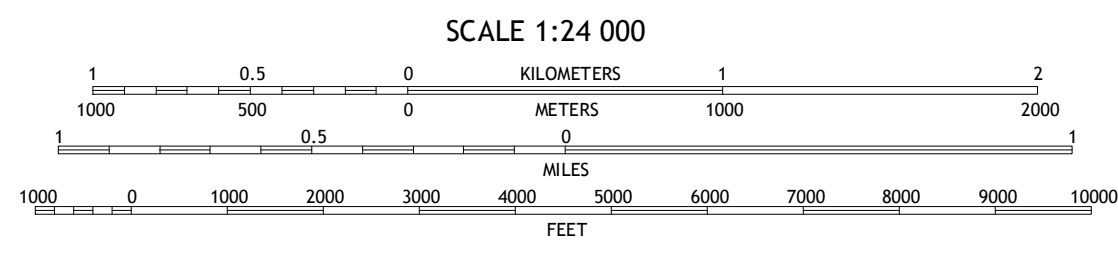 SCALE 1:24 000
1 0.5 0 KILOMETERS 1 2
1000 500 0 METERS 1000 2000
1 0.5 0 1
MILES
1000 0 1000 2000 3000 4000 5000 6000 7000 8000 9000 10000
FEET